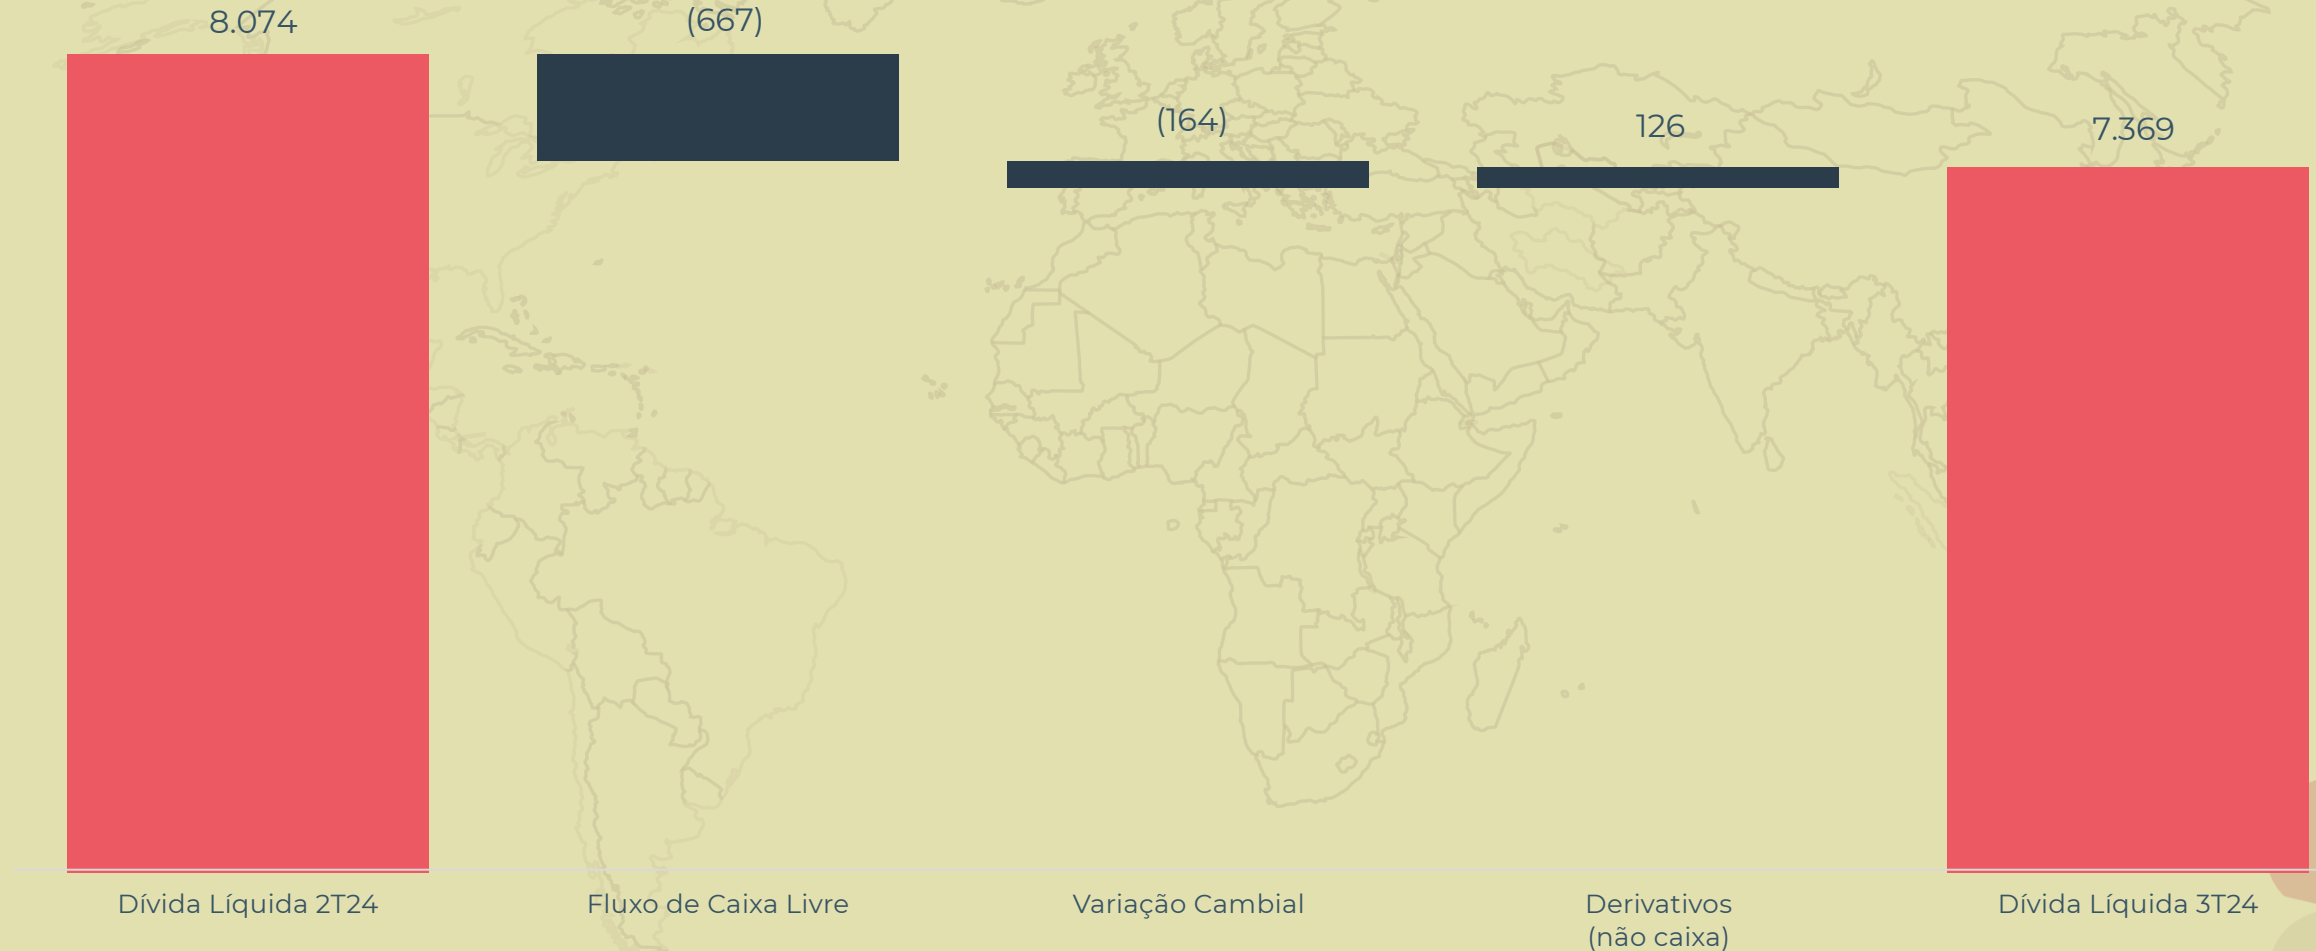 8.074
(667)
(164)
126
7.369
Dívida Líquida 2T24
Fluxo de Caixa Livre
Variação Cambial
Derivativos
(não caixa)
Dívida Líquida 3T24